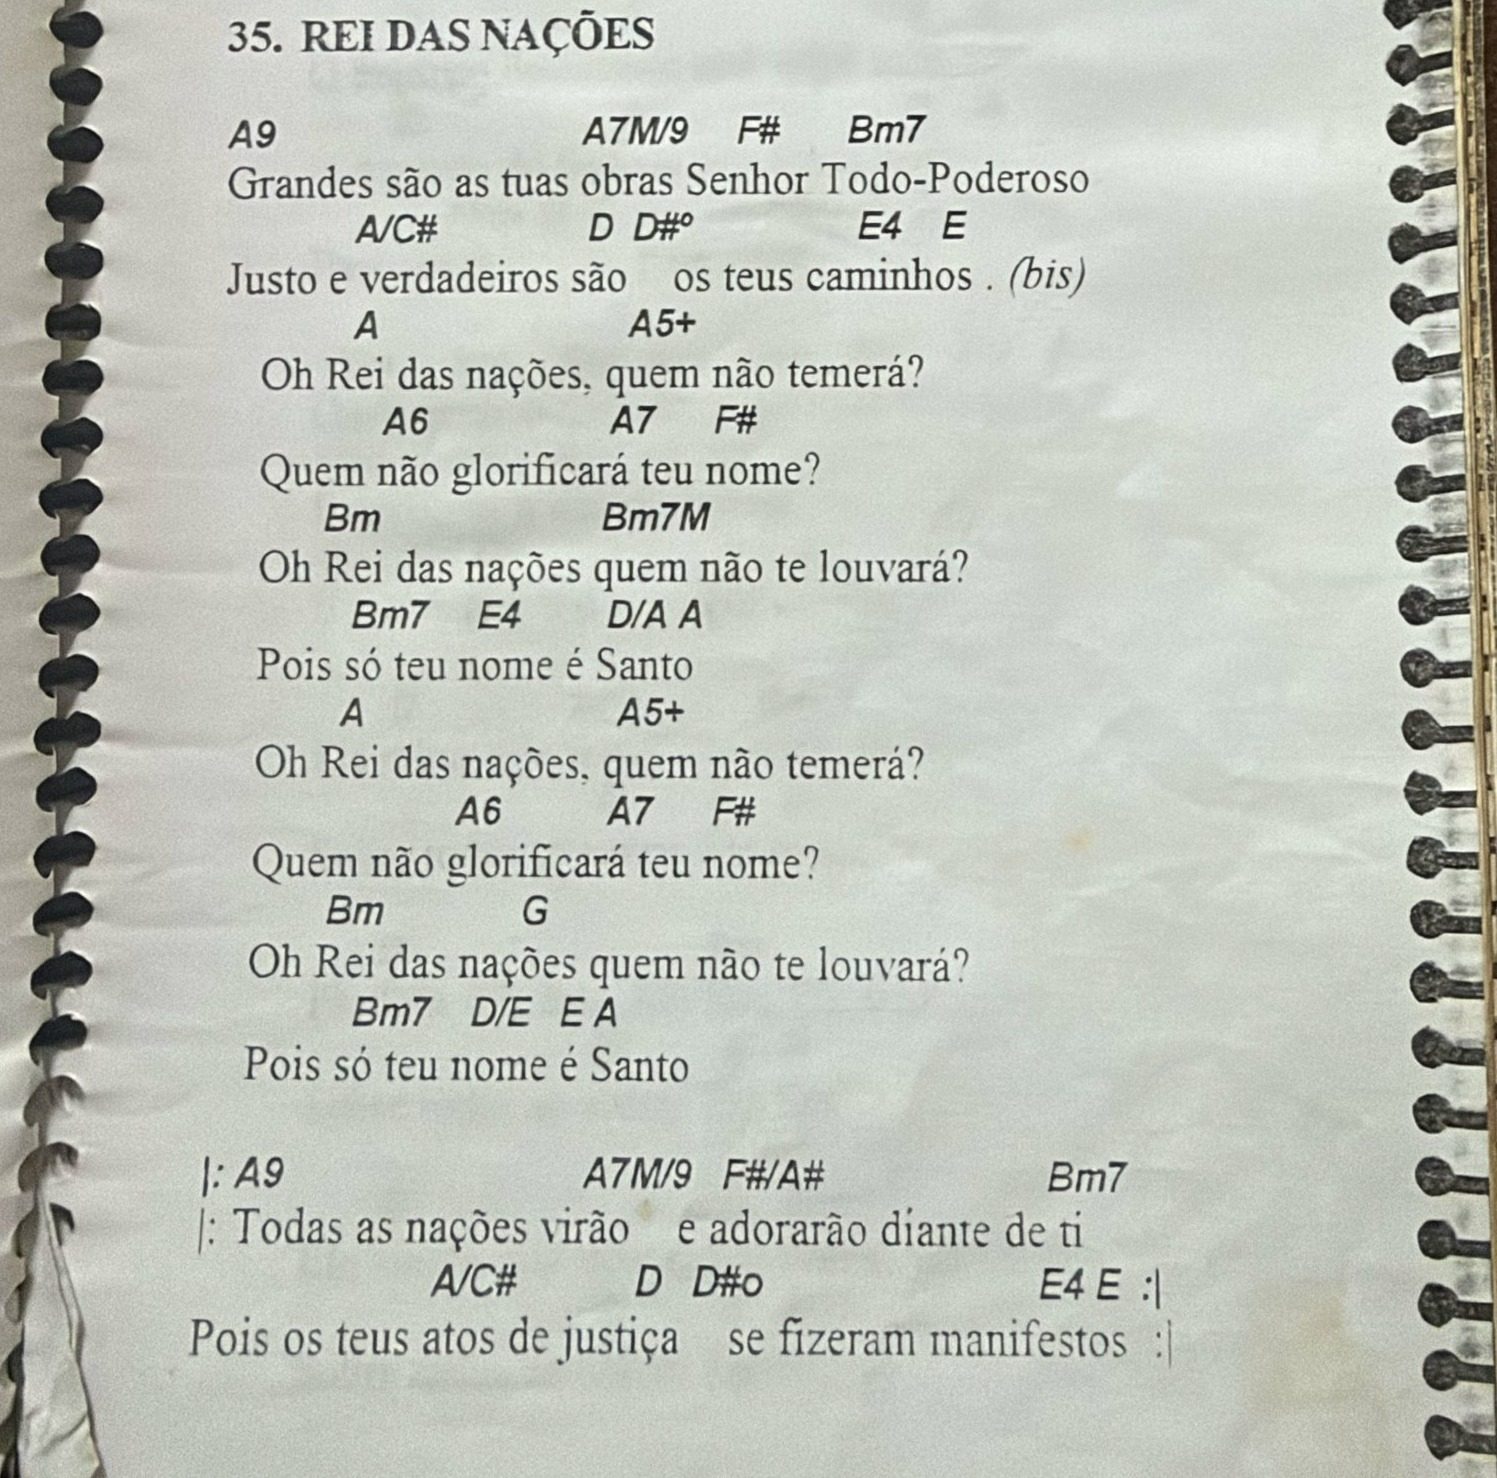 35. REI DAS NAÇÕES
A9 A7M/9 F# Bm7
Grandes são as tuas obras Senhor Todo-Poderoso
A/C# D D#º E4 E
Justo e verdadeiros são os teus caminhos . (bis)
A A5+
Oh Rei das nações, quem não temerá?
A6 A7 F#
Quem não glorificará teu nome?
Bm Bm7M
Oh Rei das nações quem não te louvará?
Bm7 E4 D/A A
Pois só teu nome é Santo
A A5+
Oh Rei das nações, quem não temerá?
A6 A7 F#
Quem não glorificará teu nome?
Bm G
Oh Rei das nações quem não te louvará?
Bm7 D/E E A
Pois só teu nome é Santo
|: A9 A7M/9 F#/A# Bm7
|: Todas as nações virão e adorarão diante de ti
A/C# D D#o E4 E :|
Pois os teus atos de justiça se fizeram manifestos :|